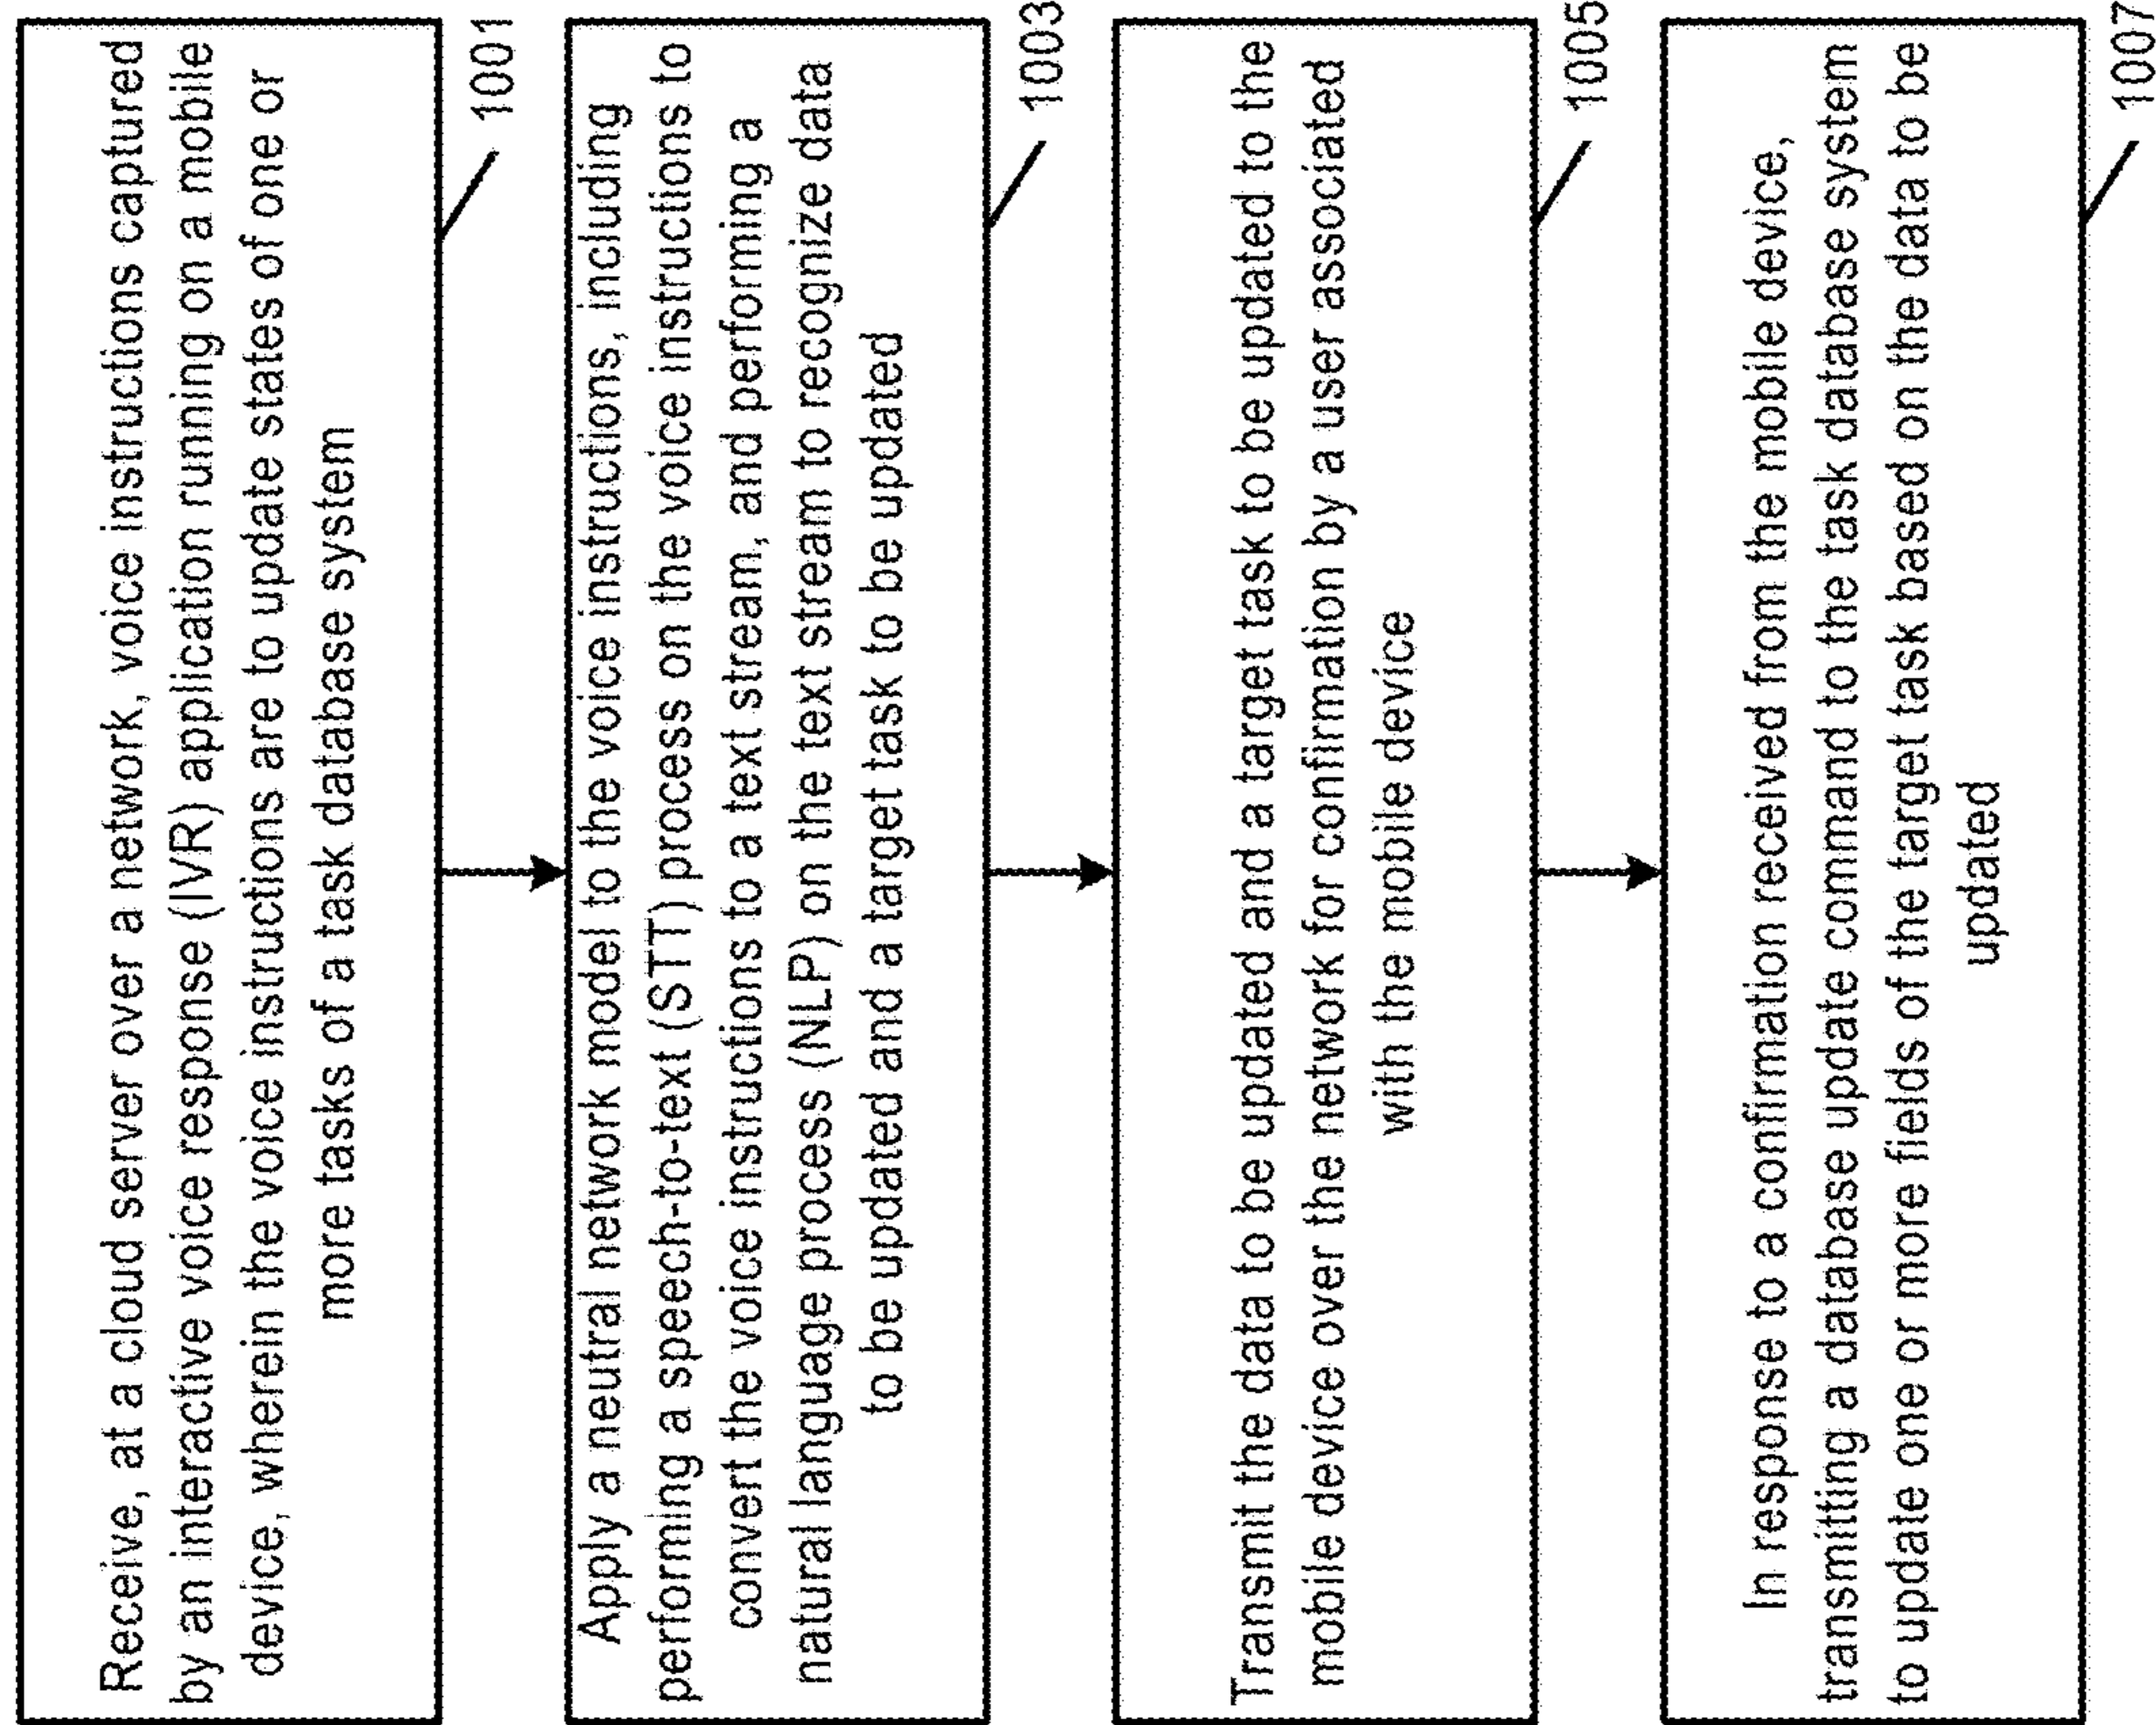 Receive, at a cloud server over a network, voice instructions captured
by an interactive voice response (IVR) application running on a mobile
device, wherein the voice instructions are to update states of one or
more tasks of a task database system
1001
Apply a neutral network model to the voice instructions, including
performing a speech-to-text (STT) process on the voice instructions to
convert the voice instructions to a text stream, and performing a
natural language process (NLP) on the text stream to recognize data
to be updated and a target task to be updated
1003
Transmit the data to be updated and a target task to be updated to the
mobile device over the network for confirmation by a user associated
with the mobile device
1005
In response to a confirmation received from the mobile device,
transmitting a database update command to the task database system
to update one or more fields of the target task based on the data to be
updated
1007